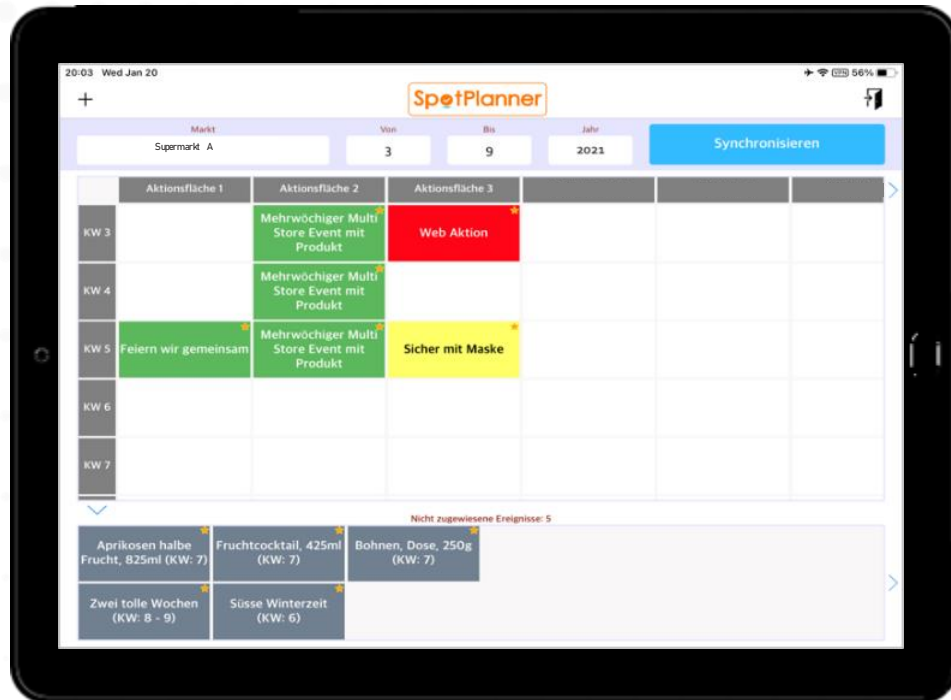 20:03 Wed Jan 20
VPN 56%
SpotPlanner
Markt
Von
Bis
Jahr
Supermarkt A
3
9
2021
Synchronisieren
Aktionsfläche 1
Aktionsfläche 2
Aktionsfläche 3
KW 3
Mehrwöchiger Multi
Store Event mit
Produkt
Web Aktion
KW 4
Mehrwöchiger Multi
Store Event mit
Produkt
KW 5
Feiern wir gemeinsam
Mehrwöchiger Multi
Store Event mit
Produkt
Sicher mit Maske
KW 6
KW 7
Nicht zugewiesene Ereignisse: 5
Aprikosen halbe
Frucht, 825ml (KW: 7)
Fruchtcocktail, 425ml
(KW: 7)
Bohnen, Dose, 250g
(KW: 7)
Zwei tolle Wochen
(KW: 8 - 9)
Süsse Winterzeit
(KW: 6)